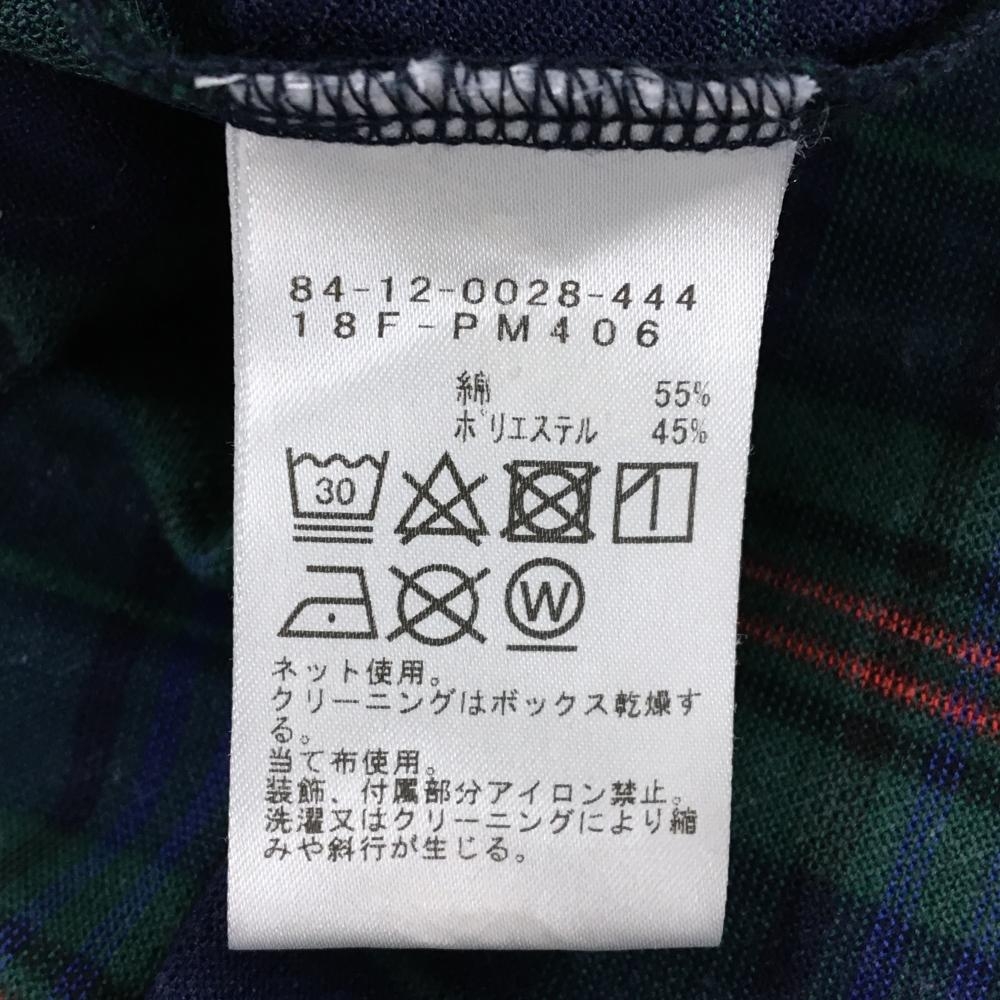 84-12-0028-444
18F-PM406
綿 55%
ポリエステル 45%
30
W
ネット使用。
クリーニングはボックス乾燥す
る。
当て布使用。
装飾、付属部分アイロン禁止。
洗濯又はクリーニングにより縮
みや斜行が生じる。